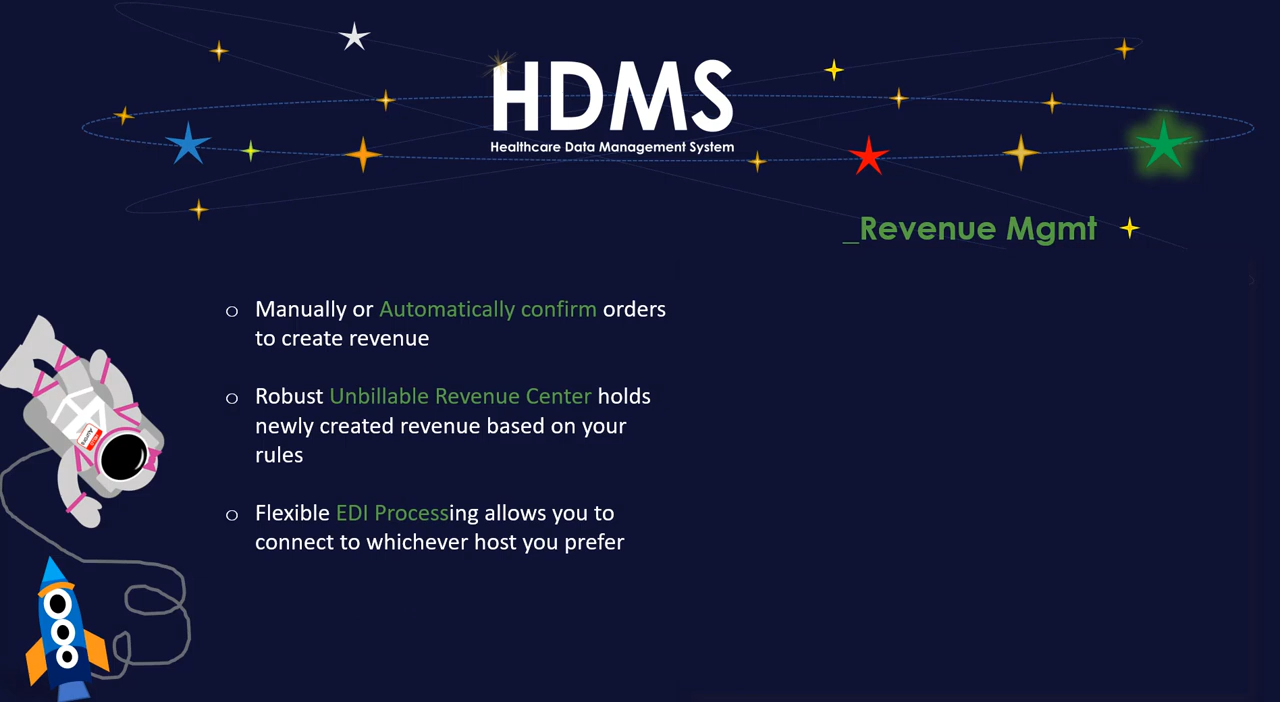 HDMS
Healthcare Data Management System
_Revenue Mgmt
o Manually or Automatically confirm orders
to create revenue
o Robust Unbillable Revenue Center holds
newly created revenue based on your
rules
o Flexible EDI Processing allows you to
connect to whichever host you prefer